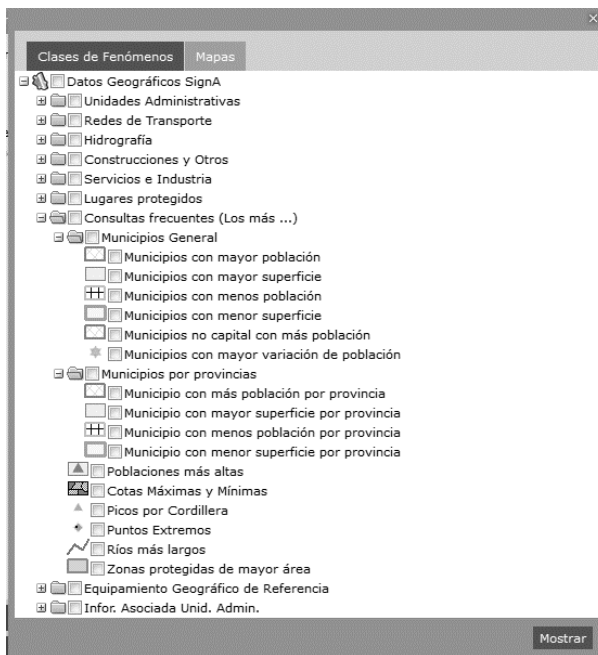 Clases de Fenómenos Mapas
Datos Geográficos SignA
Unidades Administrativas
Redes de Transporte
Hidrografía
Construcciones y Otros
Servicios e Industria
Lugares protegidos
Consultas frecuentes (Los más ...)
Municipios General
Municipios con mayor población
Municipios con mayor superficie
Municipios con menos población
Municipios con menor superficie
Municipios no capital con más población
Municipios con mayor variación de población
Municipios por provincias
Municipio con más población por provincia
Municipio con mayor superficie por provincia
Municipio con menos población por provincia
Municipio con menor superficie por provincia
Poblaciones más altas
Cotas Máximas y Mínimas
Picos por Cordillera
Puntos Extremos
Ríos más largos
Zonas protegidas de mayor área
Equipamiento Geográfico de Referencia
Infor. Asociada Unid. Admin.
Mostrar